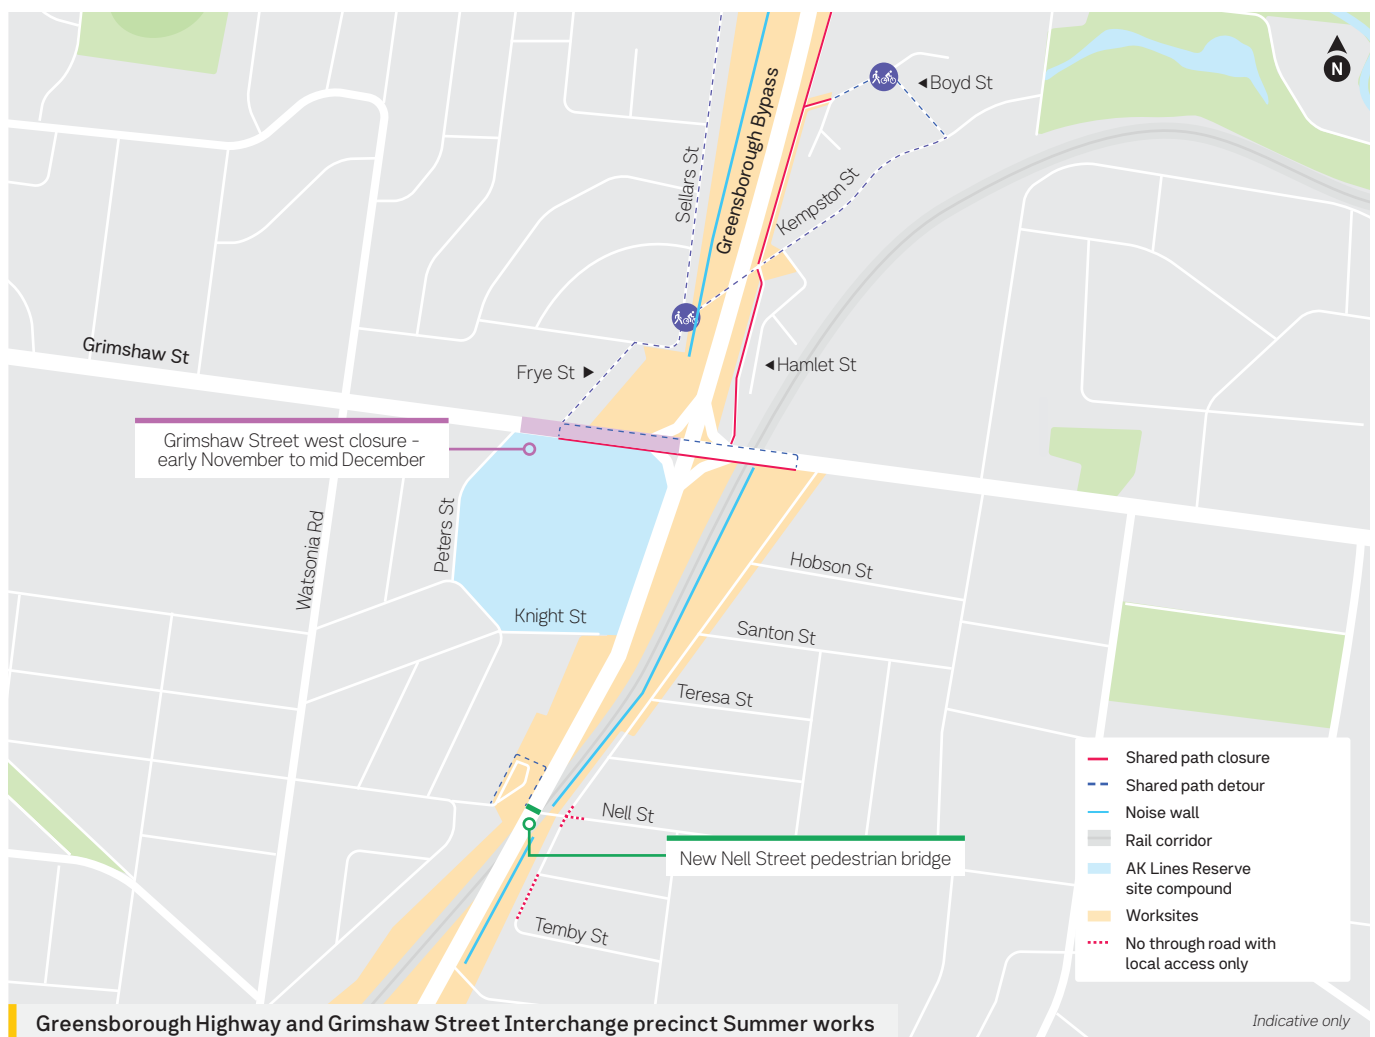 N
Boyd St
Greensborough Bypass
Sellars St
Kempston St
Grimshaw St
Frye St
Hamlet St
Grimshaw Street west closure -
early November to mid December
Peters St
Watsonia Rd
Hobson St
Knight St
Santon St
Teresa St
Nell St
New Nell Street pedestrian bridge
Temby St
Shared path closure
Shared path detour
Noise wall
Rail corridor
AK Lines Reserve
site compound
Worksites
No through road with
local access only
Greensborough Highway and Grimshaw Street Interchange precinct Summer works
Indicative only